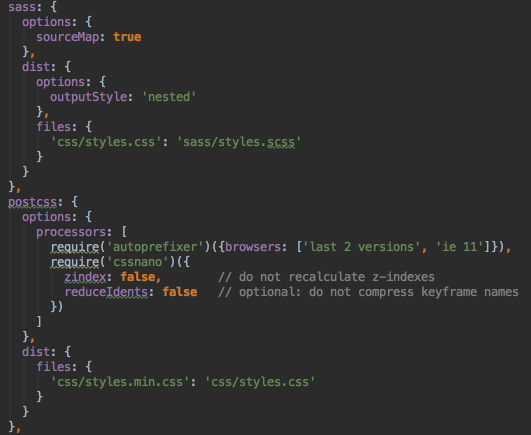 sass: {
  options: {
    sourceMap: true
  },
  dist: {
    options: {
      outputStyle: 'nested'
    },
    files: {
      'css/styles.css': 'sass/styles.scss'
    }
  }
},
postcss: {
  options: {
    processors: [
      require('autoprefixer')({browsers: ['last 2 versions', 'ie 11']}),
      require('cssnano')({
        zindex: false,        // do not recalculate z-indexes
        reduceIdents: false   // optional: do not compress keyframe names
      })
    ]
  },
  dist: {
    files: {
      'css/styles.min.css': 'css/styles.css'
    }
  }
},